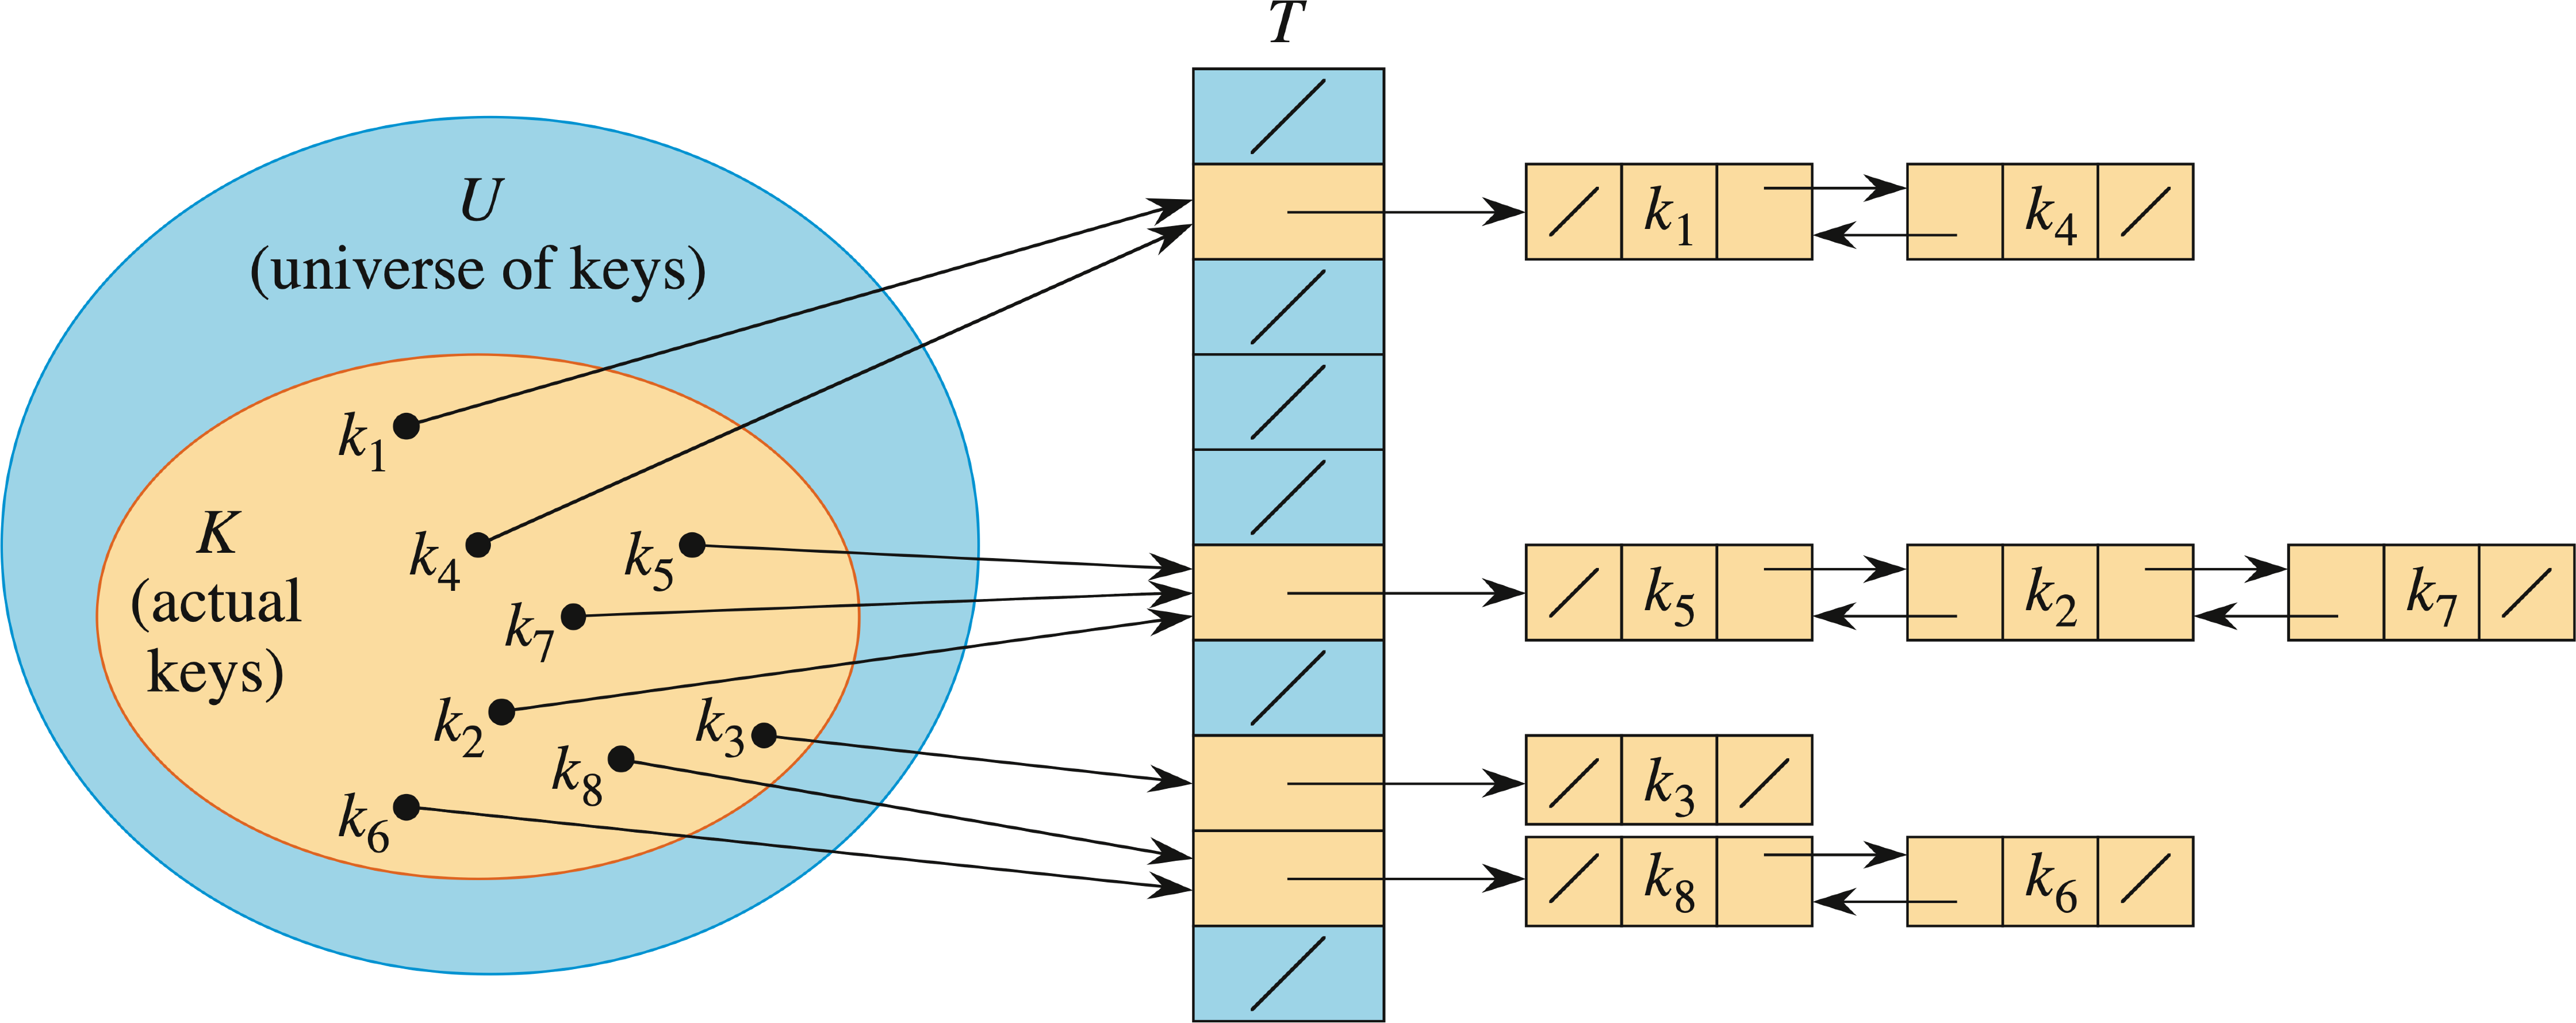 T
U
(universe of keys)
k1
k4
k1
K
(actual
keys)
k4
k5
k7
k5
k2
k7
k2
k3
k8
k6
k3
k8
k6